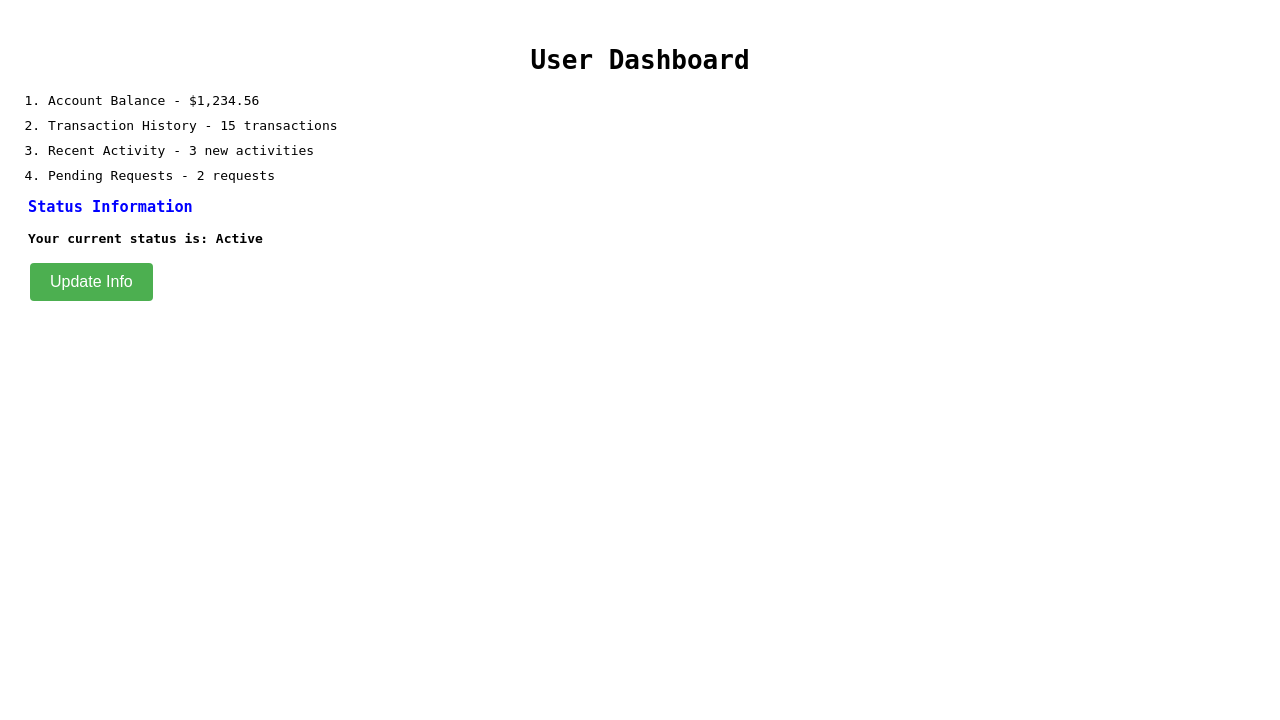 User Dashboard
1. Account Balance - $1,234.56
2. Transaction History - 15 transactions
3. Recent Activity - 3 new activities
4. Pending Requests - 2 requests
Status Information
Your current status is: Active
Update Info